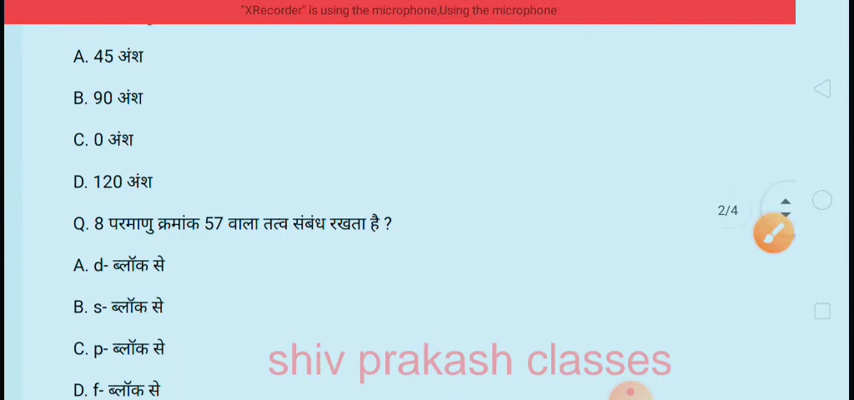 "XRecorder" is using the microphone,Using the microphone
A. 45 अंश
B. 90 अंश
C. 0 अंश
D. 120 अंश
2/4
Q. 8 परमाणु क्रमांक 57 वाला तत्व संबंध रखता है ?
A. d- ब्लॉक से
B. s- ब्लॉक से
C. p- ब्लॉक से
shiv prakash classes
D. f- ब्लॉक से